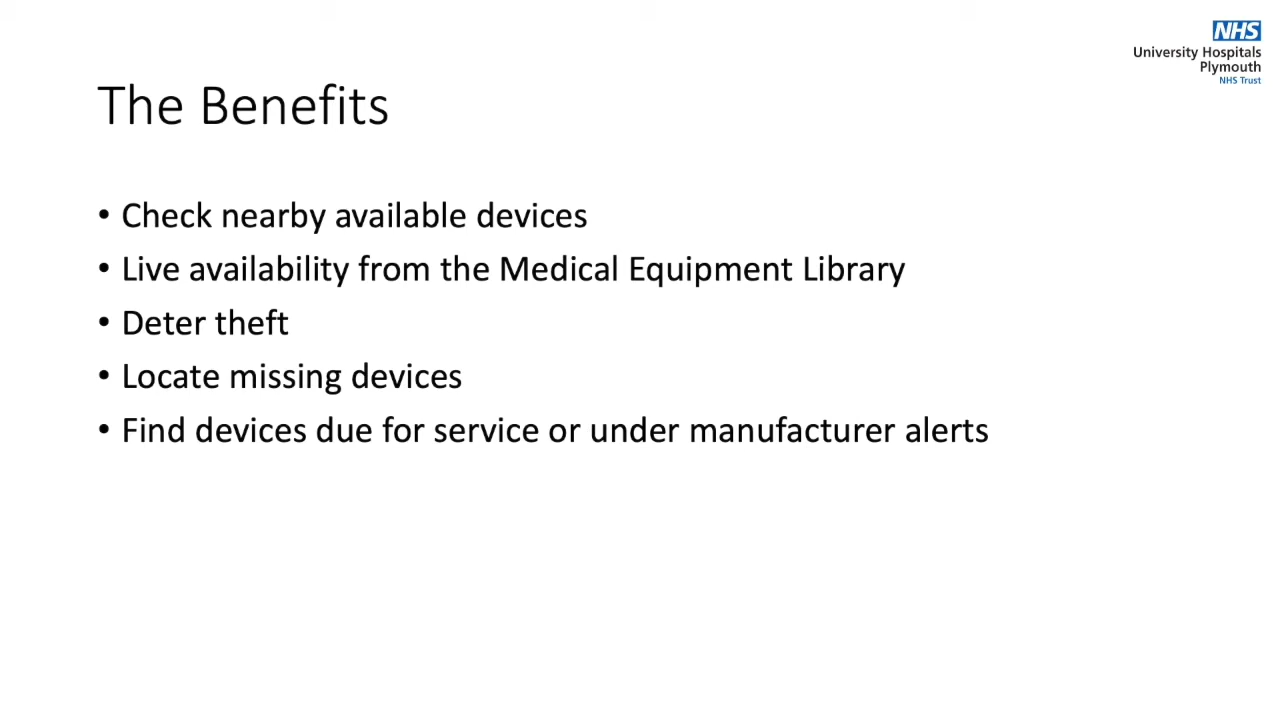 NHS
University Hospitals
Plymouth
NHS Trust
The Benefits
• Check nearby available devices
• Live availability from the Medical Equipment Library
• Deter theft
• Locate missing devices
• Find devices due for service or under manufacturer alerts